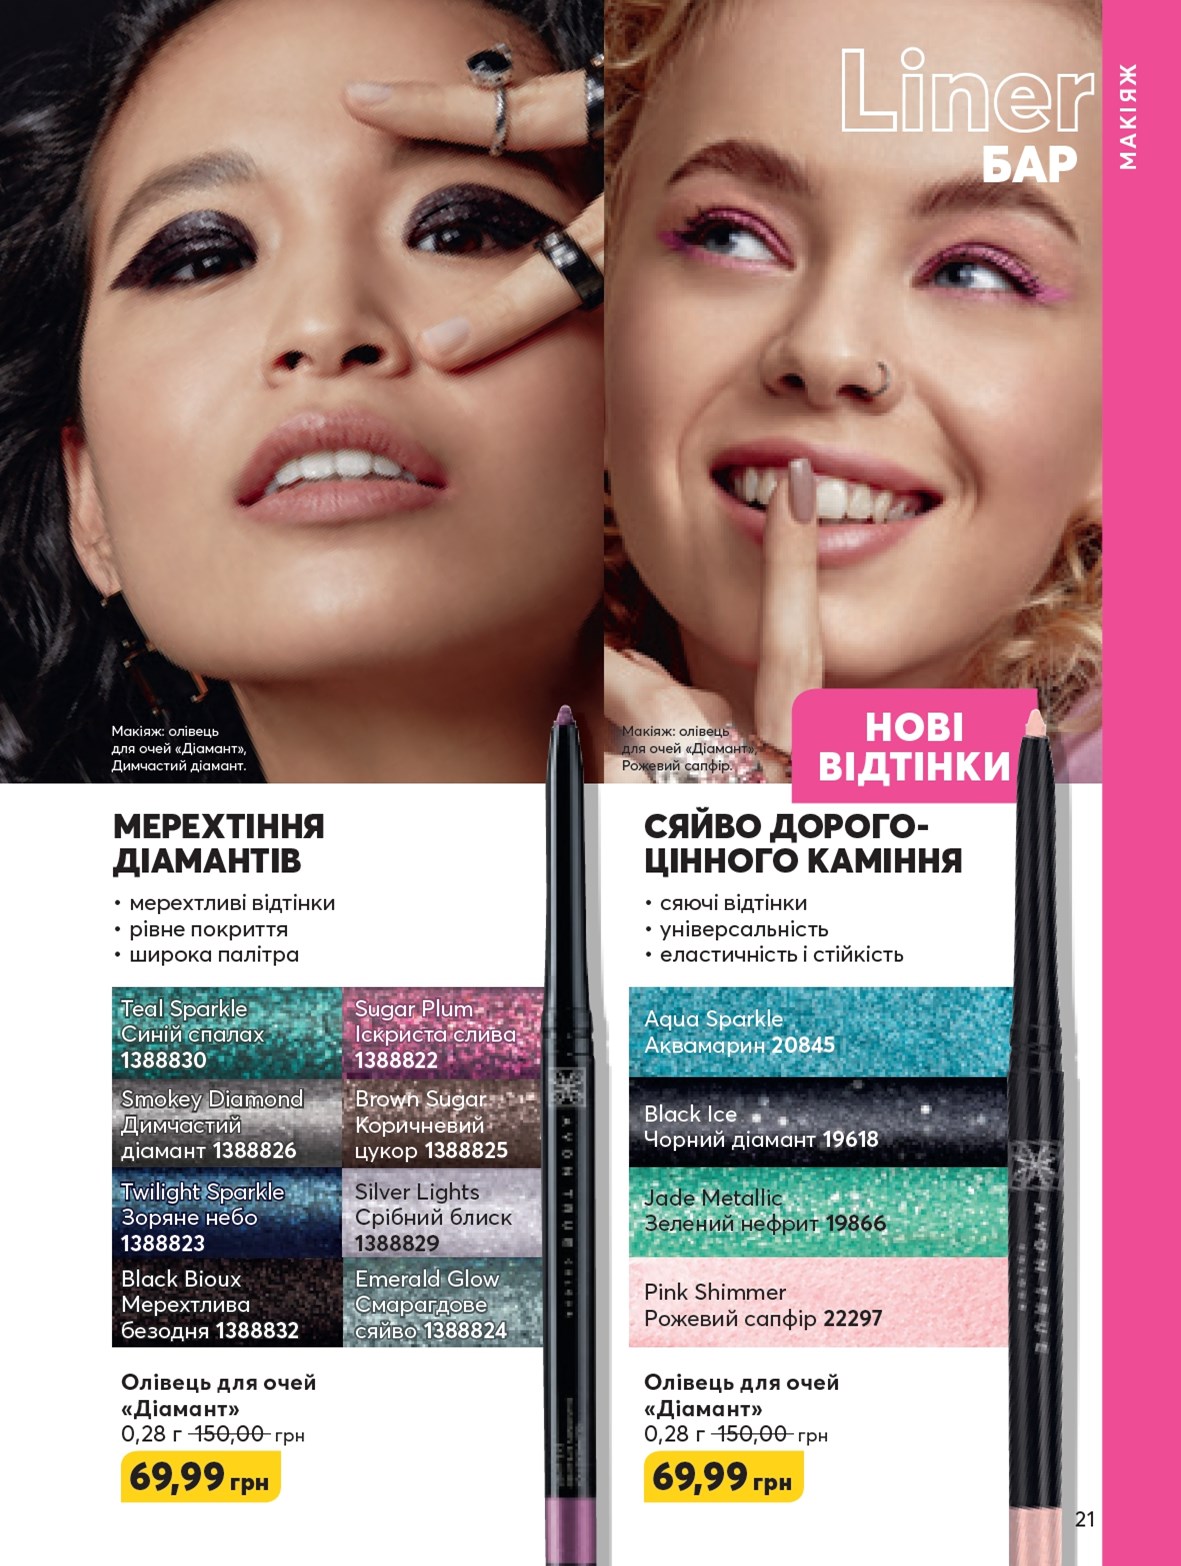 Liner
БАР
МАКІЯЖ
Макіяж: олівець
для очей «Діамант»,
Димчастий діамант.
Макіяж: олівець
для очей «Діамант»,
Рожевий сапфір.
НОВІ
ВІДТІНКИ
МЕРЕХТІННЯ
ДІАМАНТІВ
• мерехтливі відтінки
• рівне покриття
• широка палітра
Teal Sparkle
Синій спалах
1388830
Sugar Plum
Іскриста слива
1388822
Smokey Diamond
Димчастий
діамант 1388826
Brown Sugar
Коричневий
цукор 1388825
Twilight Sparkle
Зоряне небо
1388823
Silver Lights
Срібний блиск
1388829
Black Bioux
Мерехтлива
безодня 1388832
Emerald Glow
Смарагдове
сяйво 1388824
AVON TRUE
Олівець для очей
«Діамант»
0,28 г 150,00 грн
69,99 грн
СЯЙВО ДОРОГО-
ЦІННОГО КАМІННЯ
• сяючі відтінки
• універсальність
• еластичність і стійкість
Aqua Sparkle
Аквамарин 20845
Black Ice
Чорний діамант 19618
Jade Metallic
Зелений нефрит 19866
Pink Shimmer
Рожевий сапфір 22297
AVON TRUE
Олівець для очей
«Діамант»
0,28 г 150,00 грн
69,99 грн
21